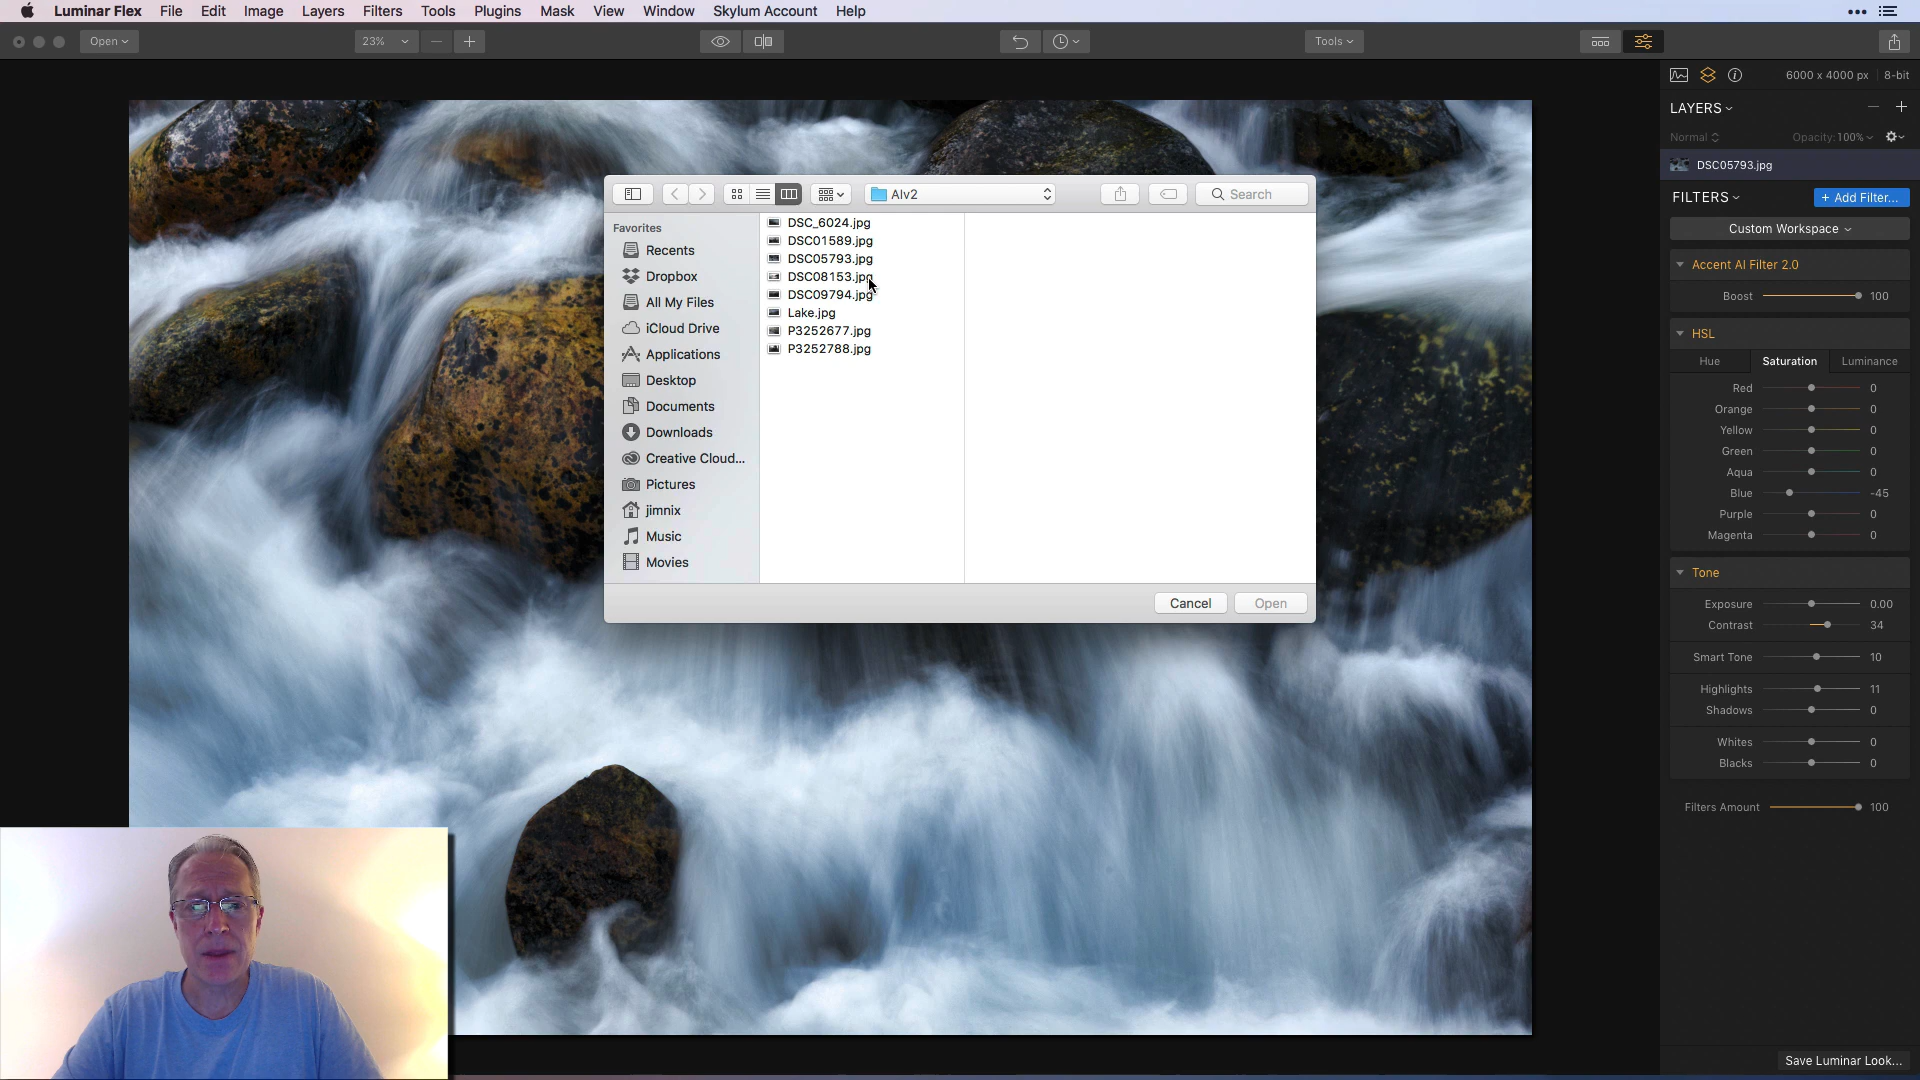 Luminar Flex File Edit Image Layers Filters Tools Plugins Mask View Window Skylum Account Help
Open 23% Tools
6000 x 4000 px 8-bit
LAYERS
Normal Opacity: 100%
DSC05793.jpg
FILTERS + Add Filter...
Custom Workspace
Accent AI Filter 2.0
Boost 100
HSL
Hue Saturation Luminance
Red 0
Orange 0
Yellow 0
Green 0
Aqua 0
Blue -45
Purple 0
Magenta 0
Tone
Exposure 0.00
Contrast 34
Smart Tone 10
Highlights 11
Shadows 0
Whites 0
Blacks 0
Filters Amount 100
Save Luminar Look...
AIv2 Search
Favorites
Recents
Dropbox
All My Files
iCloud Drive
Applications
Desktop
Documents
Downloads
Creative Cloud...
Pictures
jimnix
Music
Movies
DSC_6024.jpg
DSC01589.jpg
DSC05793.jpg
DSC08153.jpg
DSC09794.jpg
Lake.jpg
P3252677.jpg
P3252788.jpg
Cancel Open